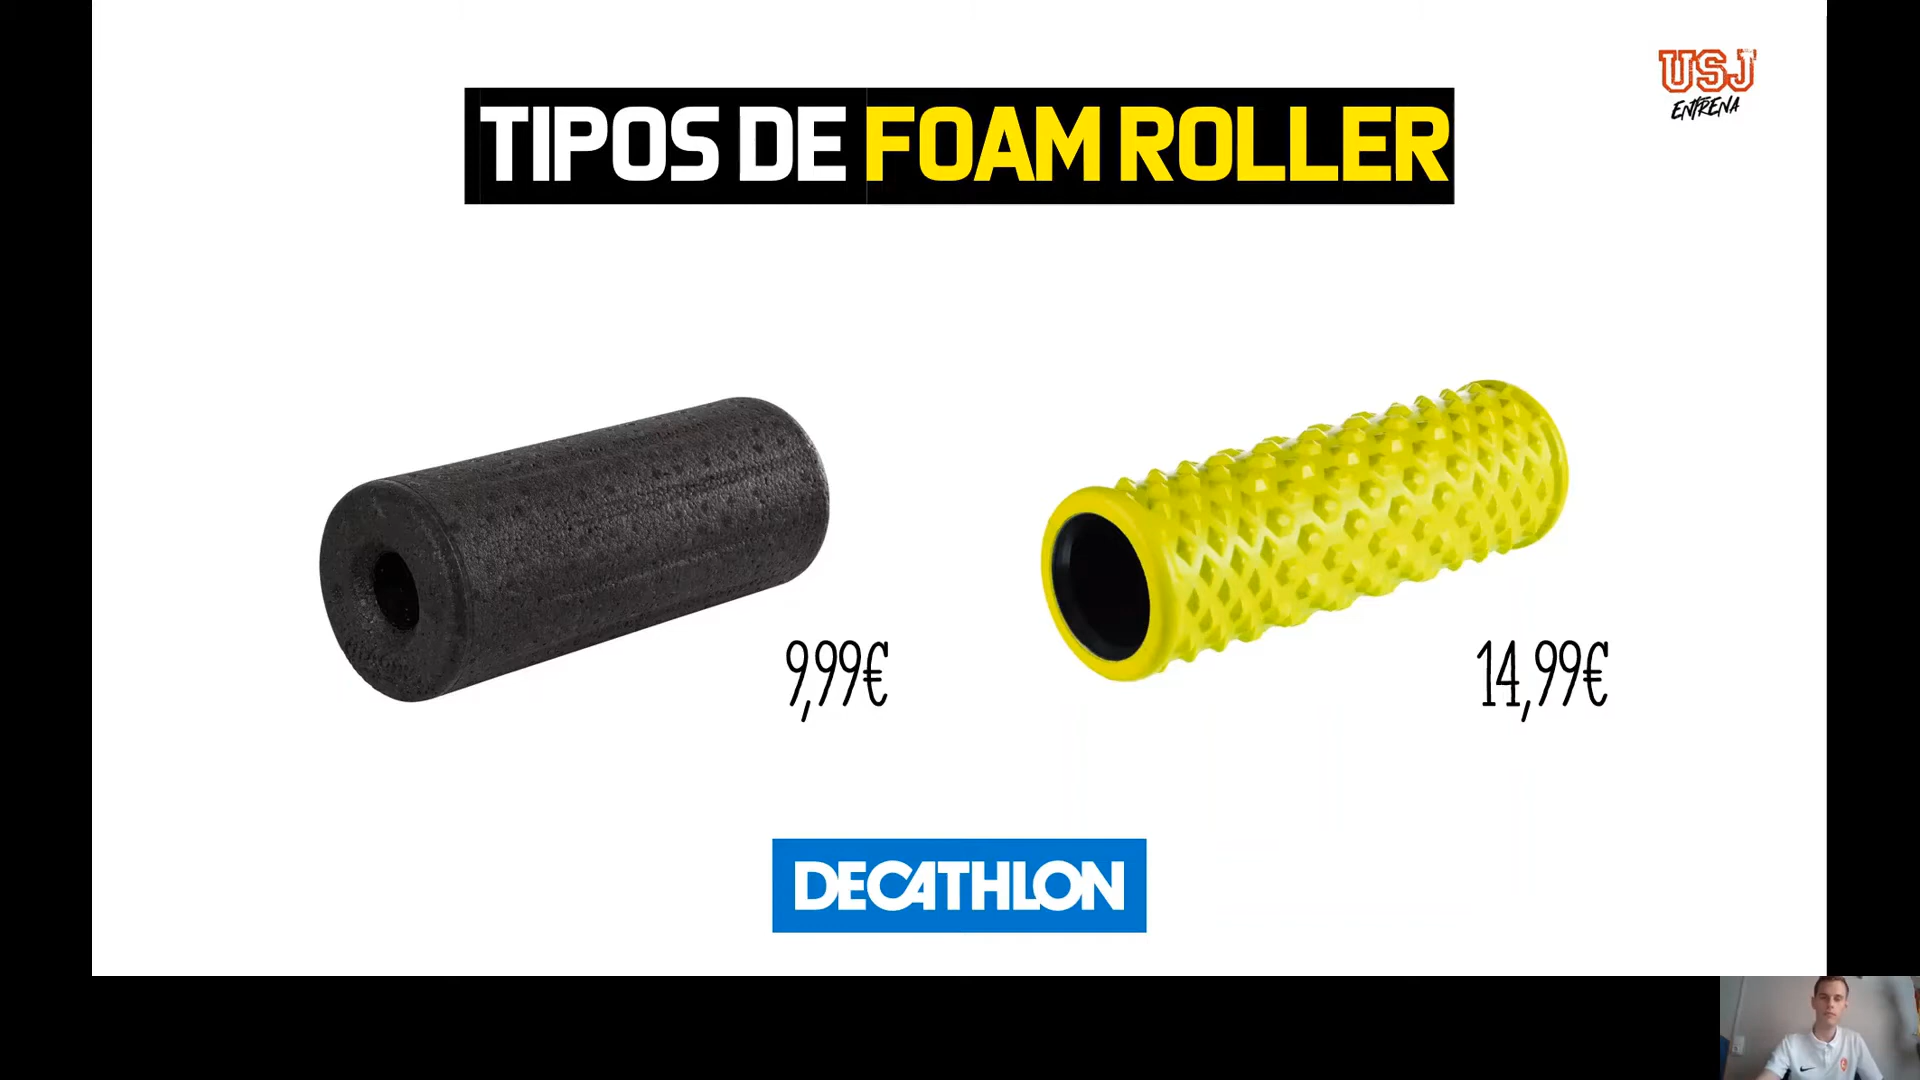 USJ
ENTRENA
TIPOS DE FOAM ROLLER
9,99€
14,99€
DECATHLON